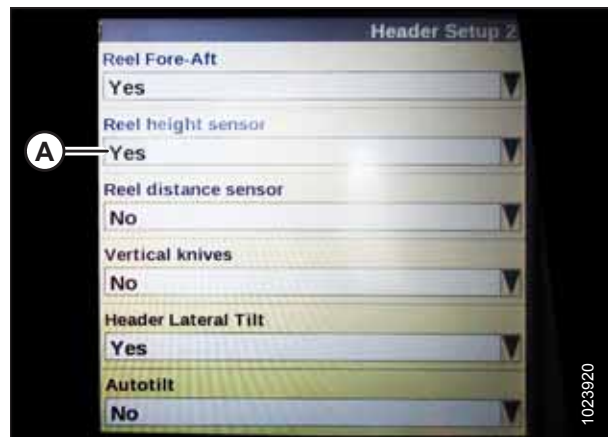 Header Setup 2
Reel Fore-Aft
Yes
Reel height sensor
A
Yes
Reel distance sensor
No
Vertical knives
No
Header Lateral Tilt
Yes
Autotilt
No
1023920